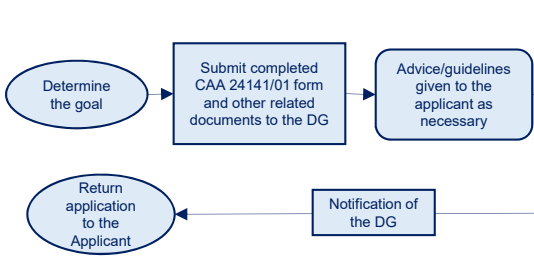 Determine
the goal
Submit completed
CAA 24141/01 form
and other related
documents to the DG
Advice/guidelines
given to the
applicant as
necessary
Return
application
to the
Applicant
Notification of
the DG